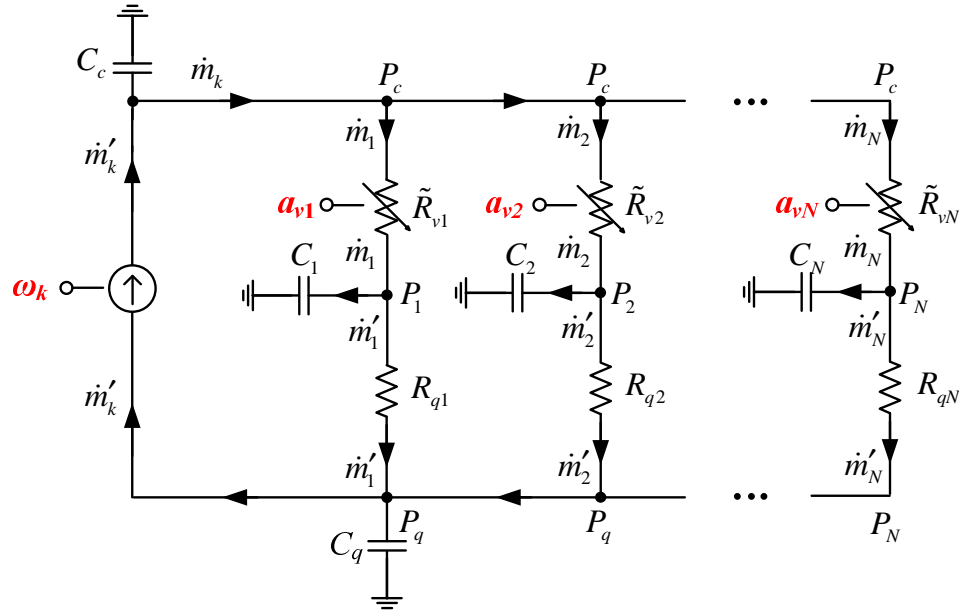 C_c
ṁ_k
P_c P_c ••• P_c
ṁ′_k ṁ_1 ṁ_2 ṁ_N
a_v1 R̃_v1 a_v2 R̃_v2 a_vN R̃_vN
C_1 ṁ_1 C_2 ṁ_2 C_N ṁ_N
ω_k P_1 P_2 P_N
ṁ′_1 ṁ′_2 ṁ′_N
ṁ′_k R_q1 R_q2 R_qN
ṁ′_1 ṁ′_2 ṁ′_N
•••
C_q P_q P_q P_N